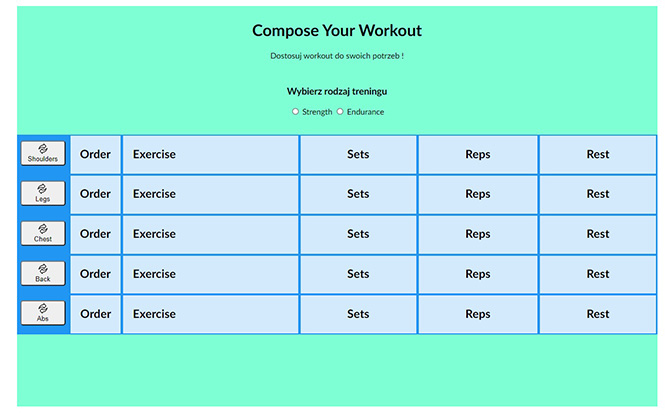 Compose Your Workout
Dostosuj workout do swoich potrzeb !
Wybierz rodzaj treningu
Strength Endurance
Shoulders Order Exercise Sets Reps Rest
Legs Order Exercise Sets Reps Rest
Chest Order Exercise Sets Reps Rest
Back Order Exercise Sets Reps Rest
Abs Order Exercise Sets Reps Rest